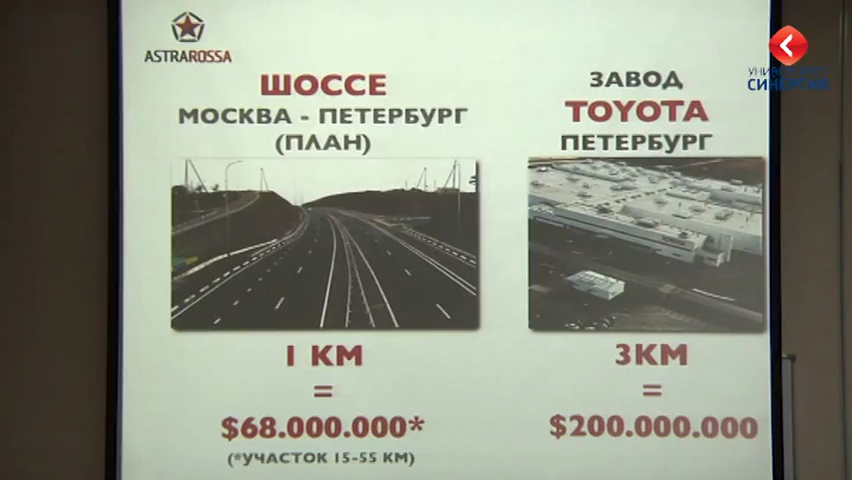 ASTRAROSSA
УНИВЕРСИТЕТ
СИНЕРГИЯ
ШОССЕ
МОСКВА - ПЕТЕРБУРГ
(ПЛАН)
1 КМ
=
$68.000.000*
(*УЧАСТОК 15-55 КМ)
ЗАВОД
TOYOTA
ПЕТЕРБУРГ
3КМ
=
$200.000.000